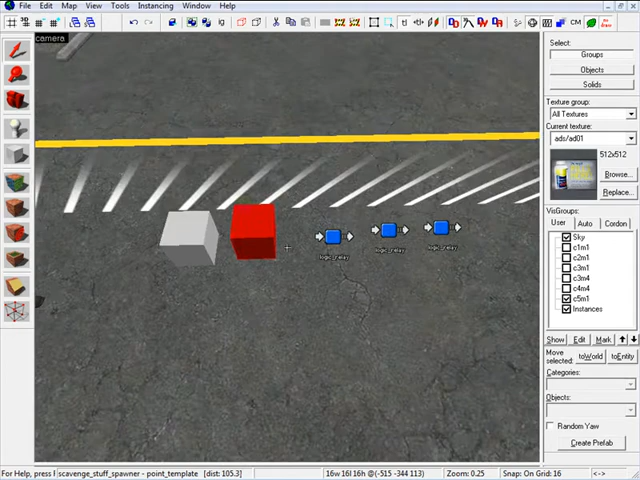 File Edit Map View Tools Instancing Window Help
camera
logic_relay
logic_relay
logic_relay
Select:
Groups
Objects
Solids
Texture group:
All Textures
Current texture:
ads/ad01
512x512
Browse...
Replace...
VisGroups:
User Auto Cordon
Sky
c1m1
c2m1
c3m1
c3m4
c4m4
c5m1
Instances
Show Edit Mark
Move selected: toWorld toEntity
Categories:
Objects:
Random Yaw
Create Prefab
For Help, press scavenge_stuff_spawner - point_template [dist: 105.3] 16w 16l 16h @(-515 -344 113) Zoom: 0.25 Snap: On Grid: 16 <->